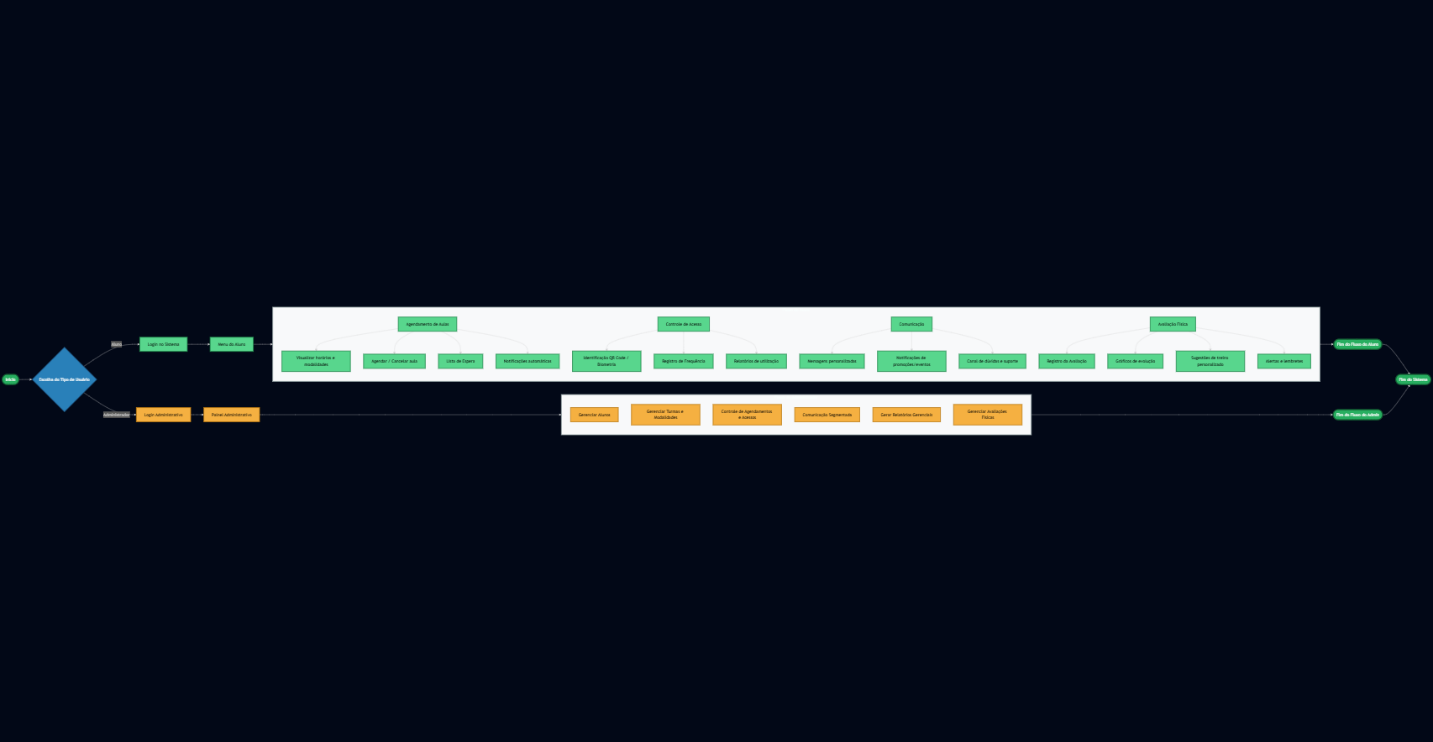 Início
Escolha do Tipo de Usuário
Aluno
Login no Sistema
Menu do Aluno
Agendamento de Aulas
Controle de Acesso
Comunicação
Avaliação Física
Visualizar horários e
modalidades
Agendar / Cancelar aula
Lista de Espera
Notificações automáticas
Identificação QR Code /
Biometria
Registro de Frequência
Relatórios de utilização
Mensagens personalizadas
Notificações de
promoções/eventos
Canal de dúvidas e suporte
Registro da Avaliação
Gráficos de evolução
Sugestões de treino
personalizado
Alertas e lembretes
Fim do Fluxo do Aluno
Fim do Sistema
Administrador
Login Administrativo
Painel Administrativo
Gerenciar Alunos
Gerenciar Turmas e
Modalidades
Controle de Agendamentos
e Acessos
Comunicação Segmentada
Gerar Relatórios Gerenciais
Gerenciar Avaliações
Físicas
Fim do Fluxo do Admin